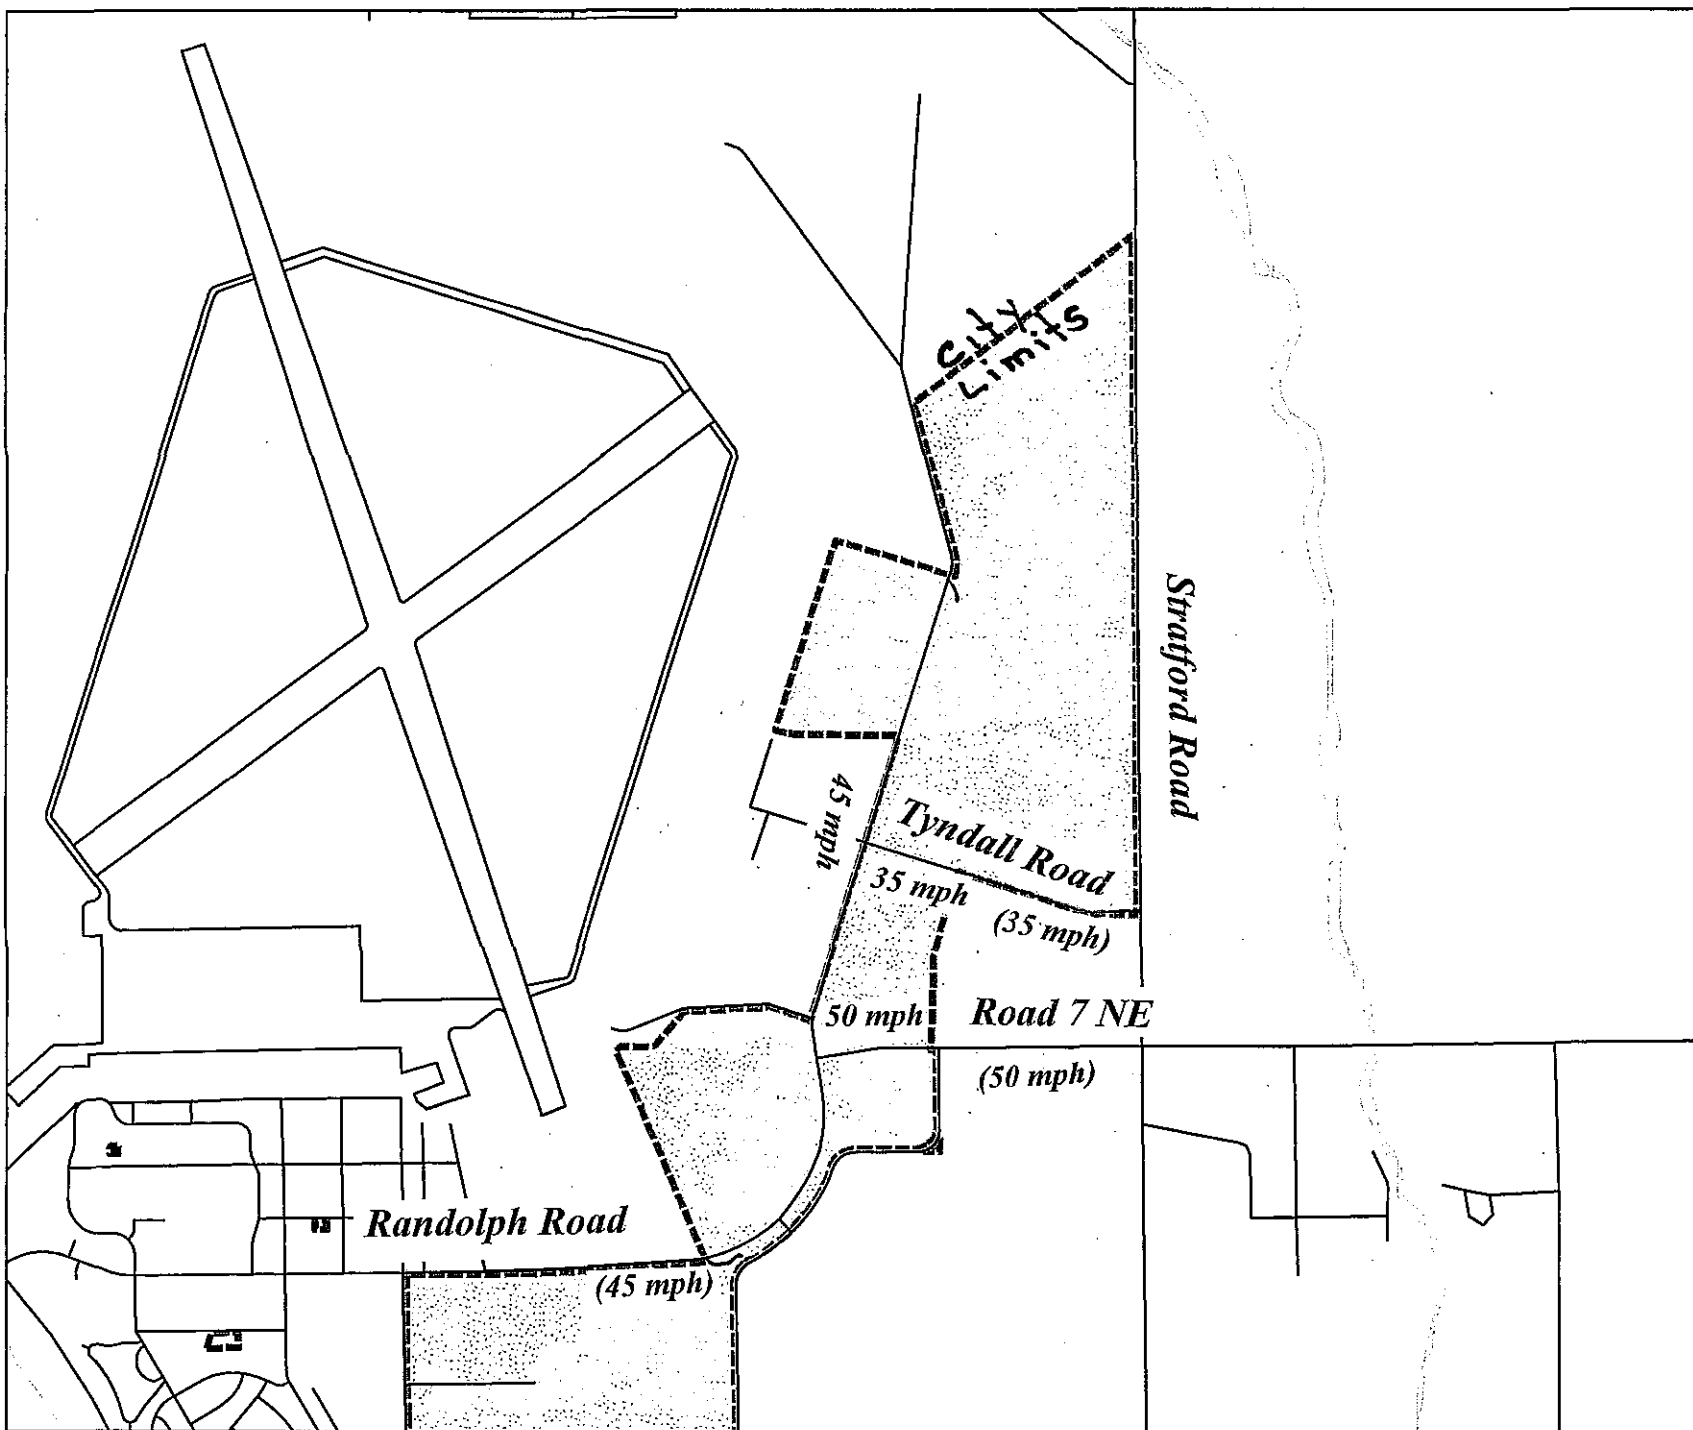 City
Limits
Stratford Road
45 mph
Tyndall Road
35 mph
(35 mph)
50 mph
Road 7 NE
(50 mph)
Randolph Road
(45 mph)